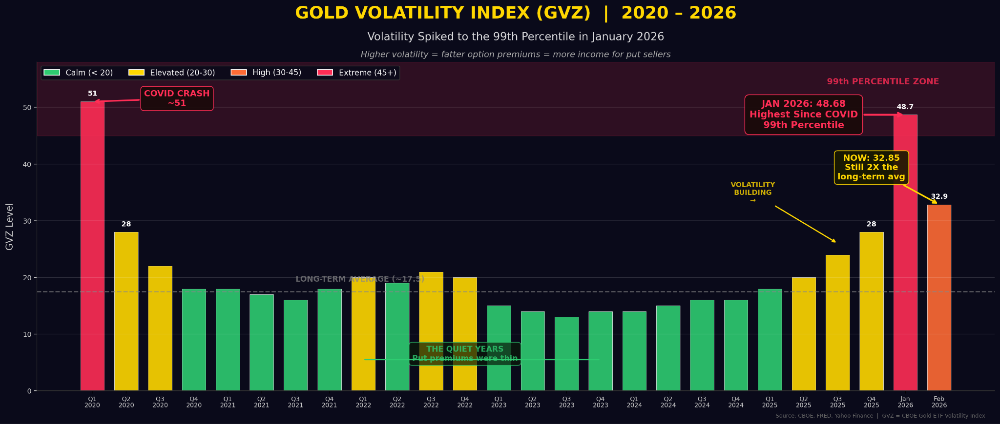 GOLD VOLATILITY INDEX (GVZ) | 2020 – 2026
Volatility Spiked to the 99th Percentile in January 2026
Higher volatility = fatter option premiums = more income for put sellers
Calm (< 20)
Elevated (20-30)
High (30-45)
Extreme (45+)
99th PERCENTILE ZONE
51
COVID CRASH
~51
JAN 2026: 48.68
Highest Since COVID
99th Percentile
48.7
NOW: 32.85
Still 2X the
long-term avg
VOLATILITY
BUILDING
→
32.9
28
28
LONG-TERM AVERAGE (~17.5)
THE QUIET YEARS
Put premiums were thin
GVZ Level
50
40
30
20
10
0
Q1
2020
Q2
2020
Q3
2020
Q4
2020
Q1
2021
Q2
2021
Q3
2021
Q4
2021
Q1
2022
Q2
2022
Q3
2022
Q4
2022
Q1
2023
Q2
2023
Q3
2023
Q4
2023
Q1
2024
Q2
2024
Q3
2024
Q4
2024
Q1
2025
Q2
2025
Q3
2025
Q4
2025
Jan
2026
Feb
2026
Source: CBOE, FRED, Yahoo Finance | GVZ = CBOE Gold ETF Volatility Index